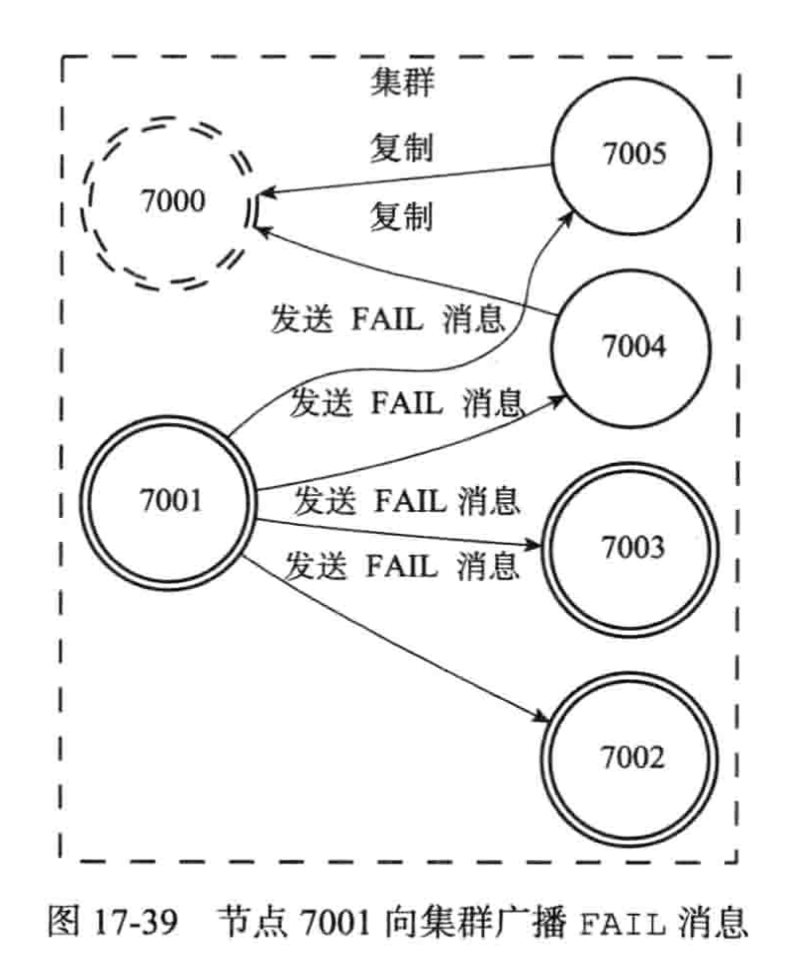 集群
7005
复制
7000
复制
发送 FAIL 消息
7004
发送 FAIL 消息
7001
发送 FAIL 消息
7003
发送 FAIL 消息
7002
图 17-39 节点 7001 向集群广播 FAIL 消息